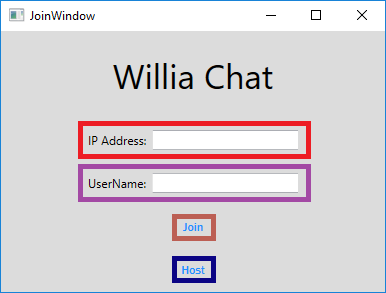 JoinWindow
Willia Chat
IP Address:
UserName:
Join
Host